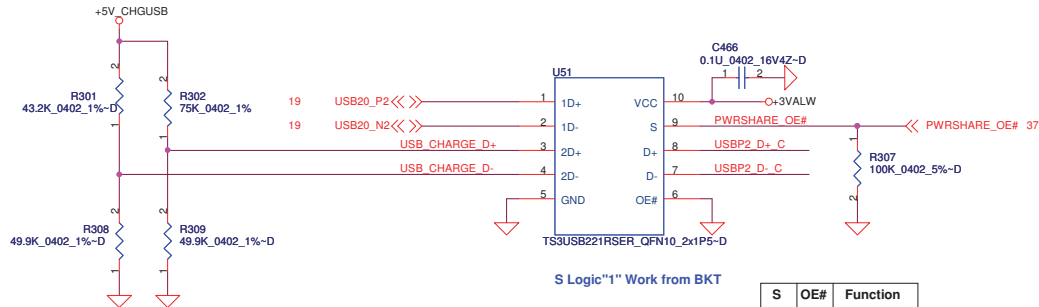 +5V_CHGUSB
C466
0.1U_0402_16V4Z~D
1 2
U51
2 2
R301
43.2K_0402_1%~D
R302
75K_0402_1%
1 1
19 USB20_P2 1 1D+ VCC 10 +3VALW
19 USB20_N2 2 1D- S 9 PWRSHARE_OE# PWRSHARE_OE# 37
USB_CHARGE_D+ 3 2D+ D+ 8 USBP2_D+_C
USB_CHARGE_D- 4 2D- D- 7 USBP2_D-_C
5 GND OE# 6
1
R307
100K_0402_5%~D
2
2 2
R308
49.9K_0402_1%~D
R309
49.9K_0402_1%~D
1 1
TS3USB221RSER_QFN10_2x1P5~D
S Logic"1" Work from BKT
S OE# Function